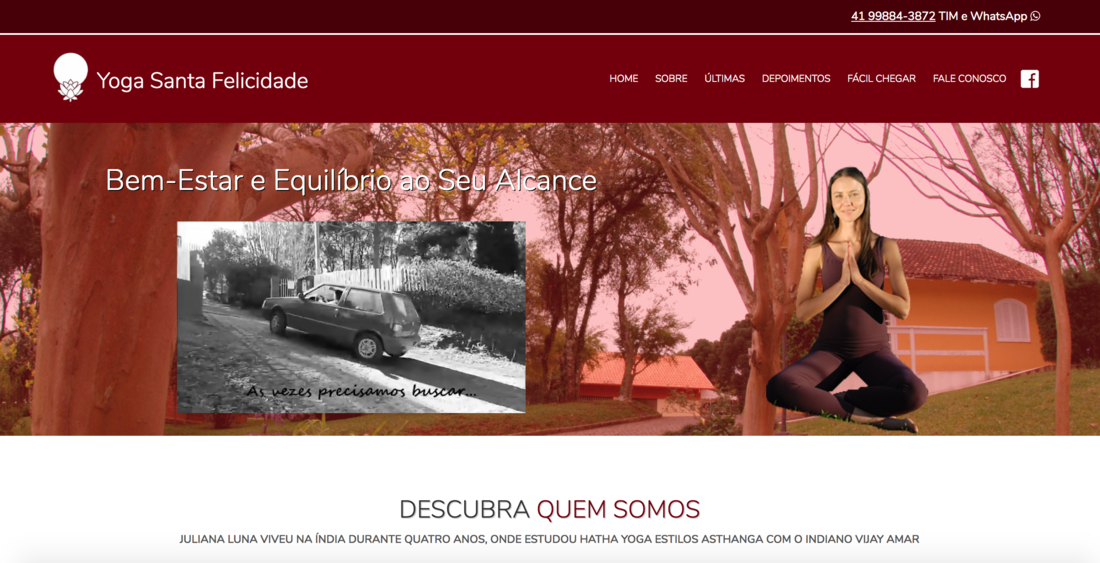 41 99884-3872 TIM e WhatsApp
Yoga Santa Felicidade
HOME SOBRE ÚLTIMAS DEPOIMENTOS FÁCIL CHEGAR FALE CONOSCO
Bem-Estar e Equilíbrio ao Seu Alcance
As vezes precisamos buscar...
DESCUBRA QUEM SOMOS
JULIANA LUNA VIVEU NA ÍNDIA DURANTE QUATRO ANOS, ONDE ESTUDOU HATHA YOGA ESTILOS ASTHANGA COM O INDIANO VIJAY AMAR